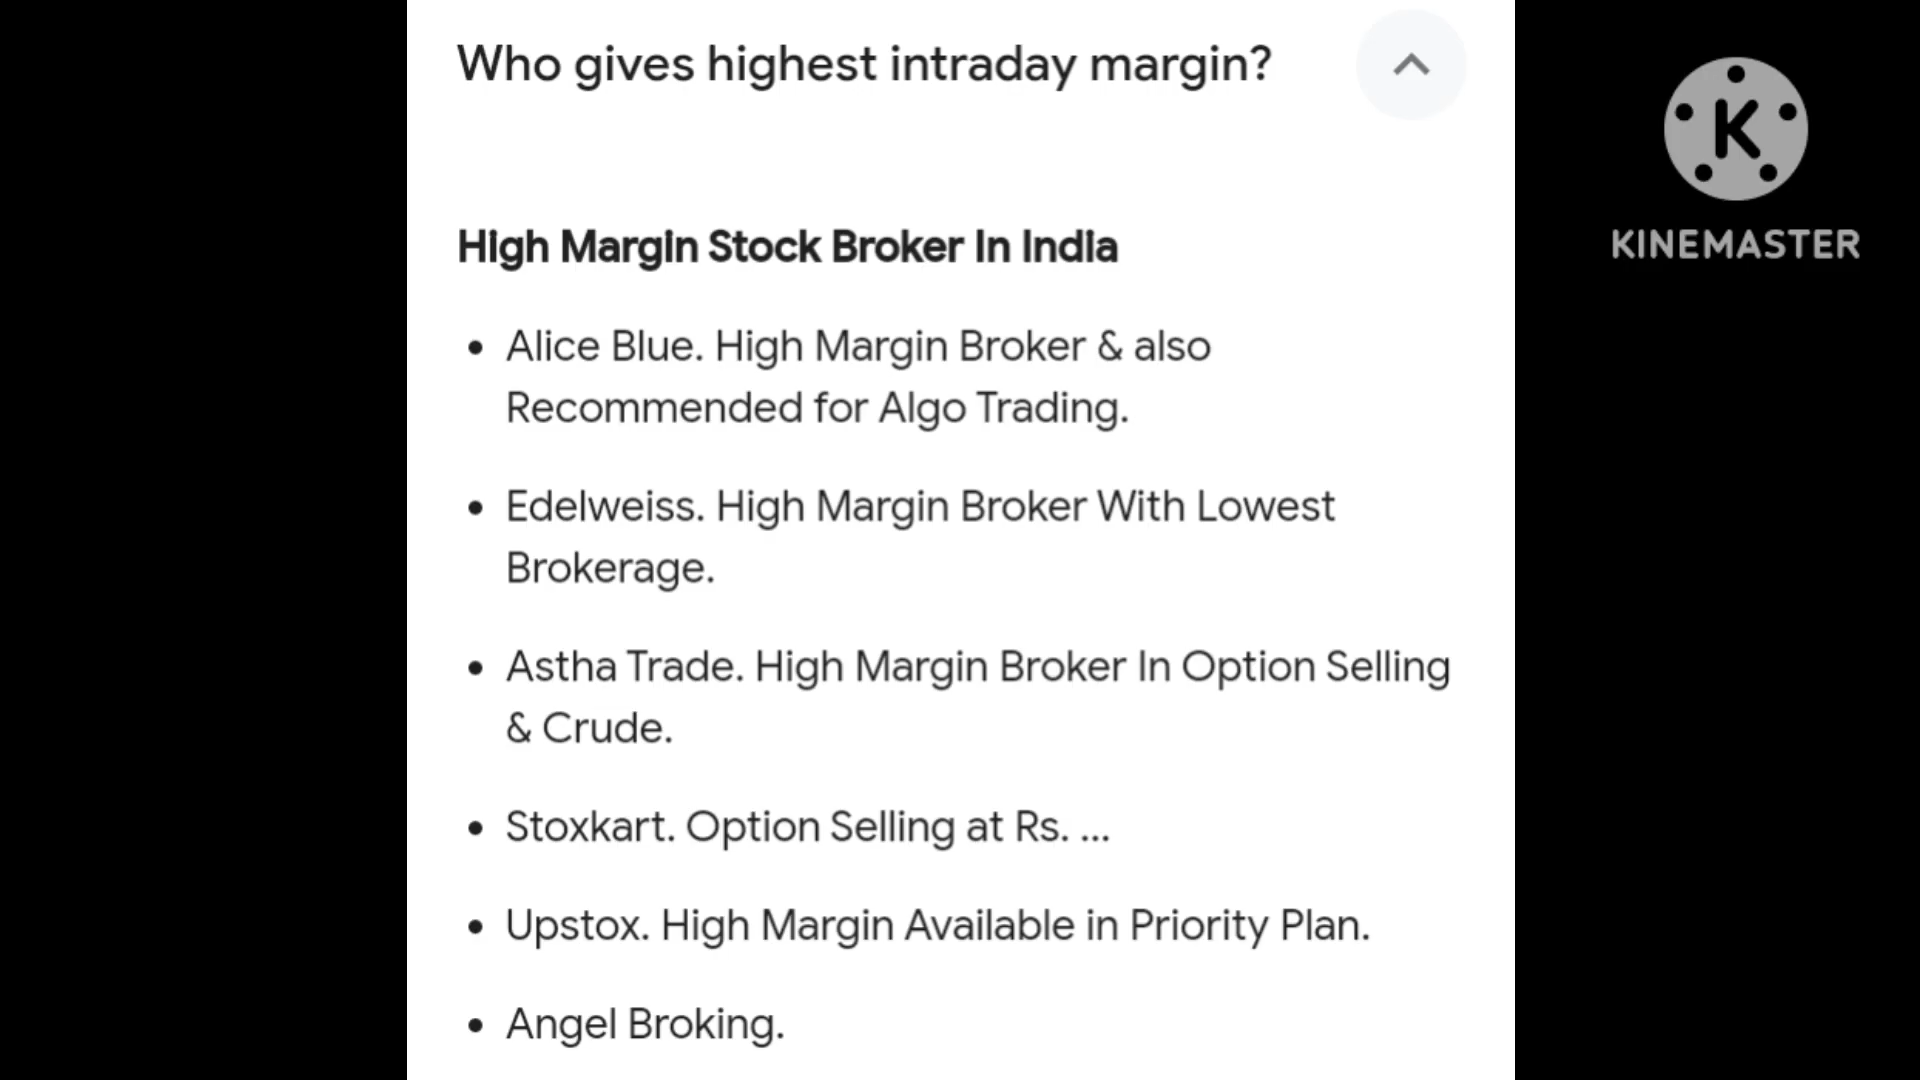 Who gives highest intraday margin?
High Margin Stock Broker In India
Alice Blue. High Margin Broker & also
Recommended for Algo Trading.
Edelweiss. High Margin Broker With Lowest
Brokerage.
Astha Trade. High Margin Broker In Option Selling
& Crude.
Stoxkart. Option Selling at Rs. ...
Upstox. High Margin Available in Priority Plan.
Angel Broking.
K
KINEMASTER